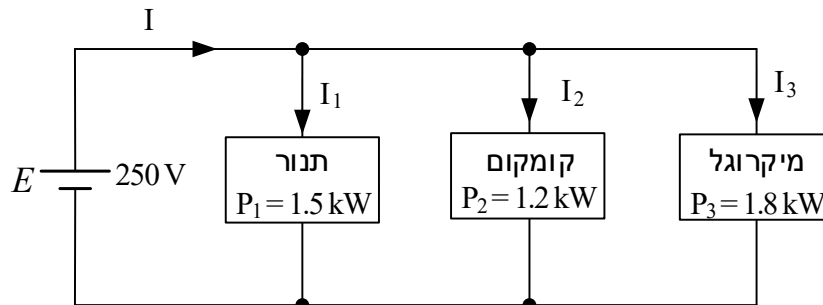 I
I₁
I₂
I₃
E 250 V
תנור
P₁ = 1.5 kW
קומקום
P₂ = 1.2 kW
מיקרוגל
P₃ = 1.8 kW